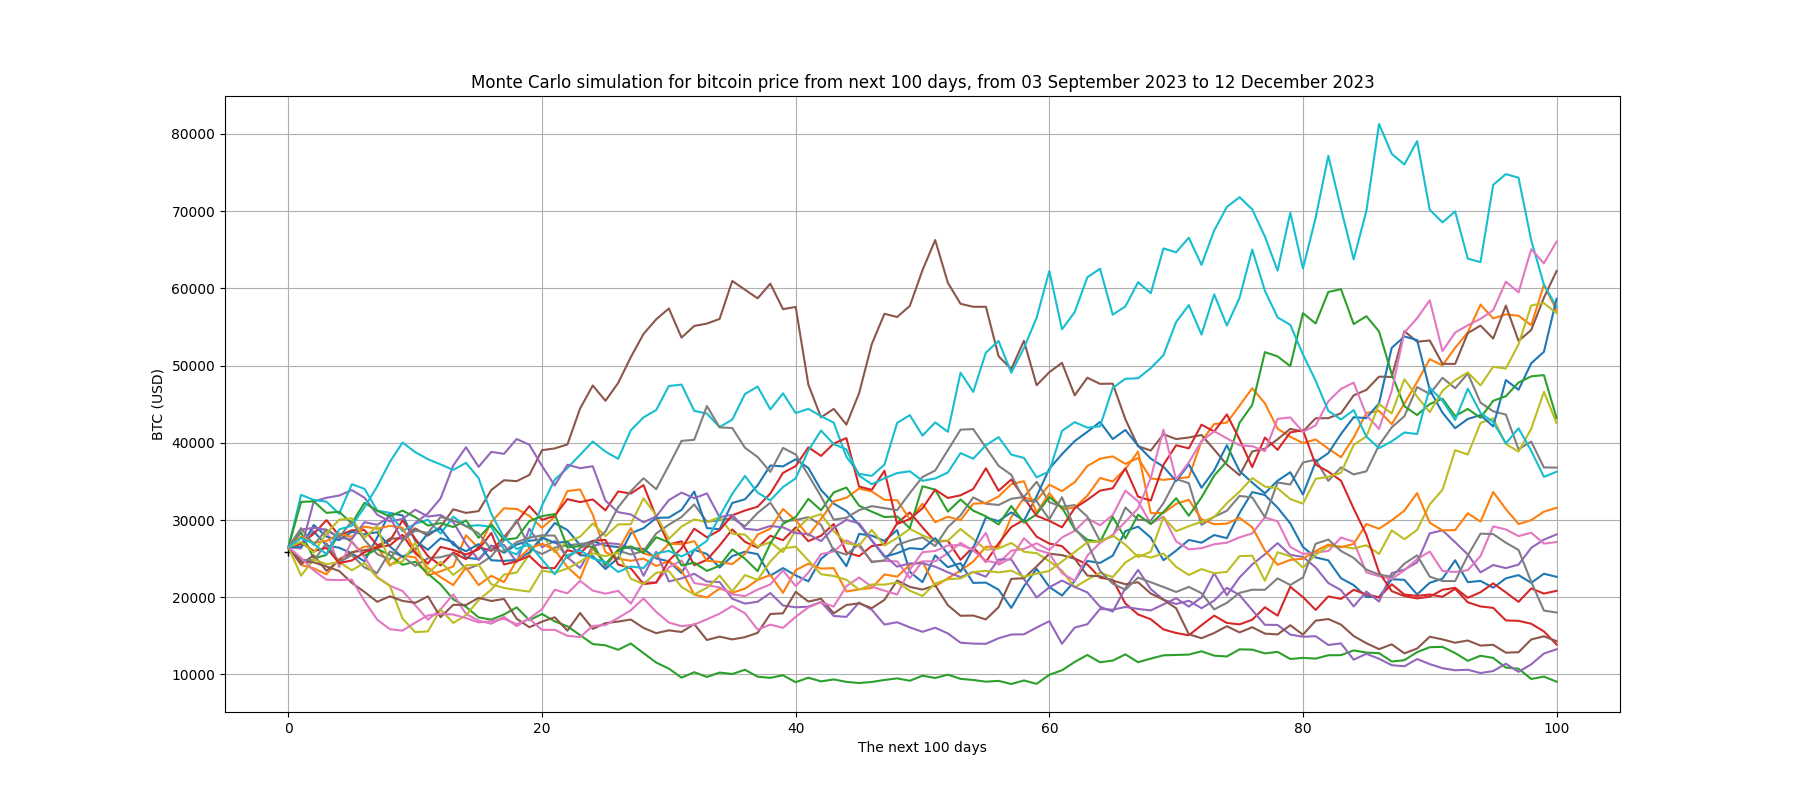 Monte Carlo simulation for bitcoin price from next 100 days, from 03 September 2023 to 12 December 2023
80000
70000
60000
50000
40000
30000
20000
10000
BTC (USD)
0 20 40 60 80 100
The next 100 days